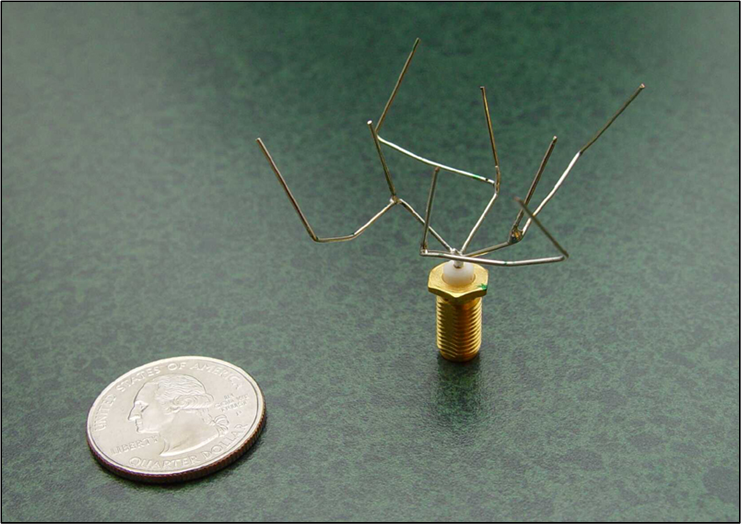 UNITED STATES OF AMERICA
LIBERTY
QUARTER DOLLAR